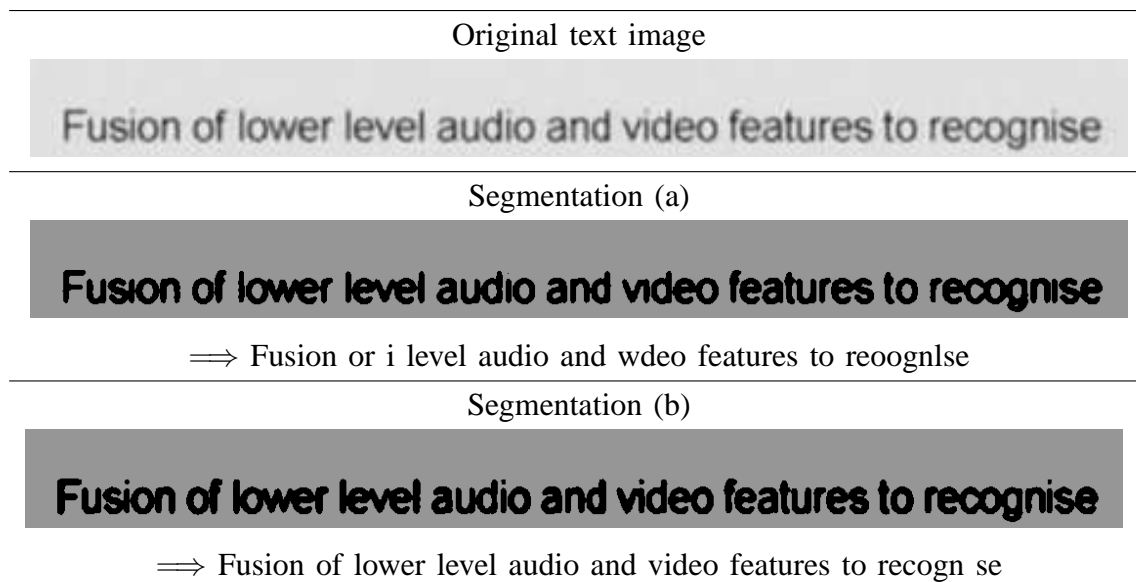 Original text image
Fusion of lower level audio and video features to recognise
Segmentation (a)
Fusion of lower level audio and video features to recognise
⟹ Fusion or i level audio and wdeo features to reoognlse
Segmentation (b)
Fusion of lower level audio and video features to recognise
⟹ Fusion of lower level audio and video features to recogn se